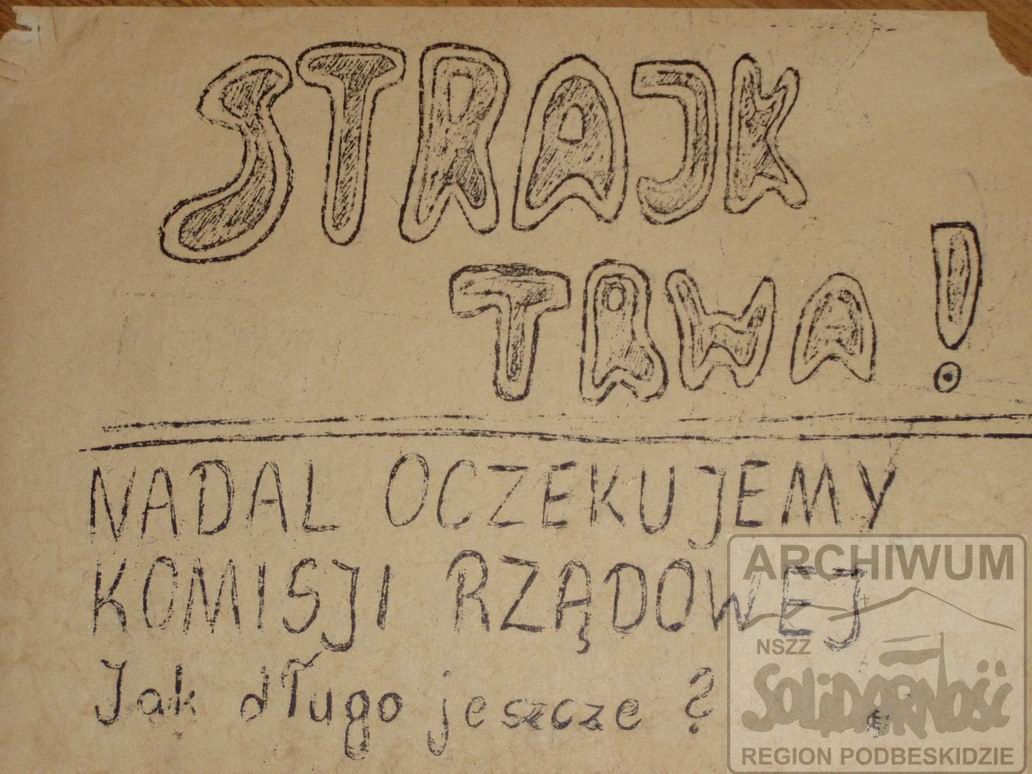 STRAJK
TRWA!
NADAL OCZEKUJEMY
KOMISJI RZĄDOWEJ
Jak długo jeszcze?
ARCHIWUM
NSZZ
SOLIDARNOŚĆ
REGION PODBESKIDZIE